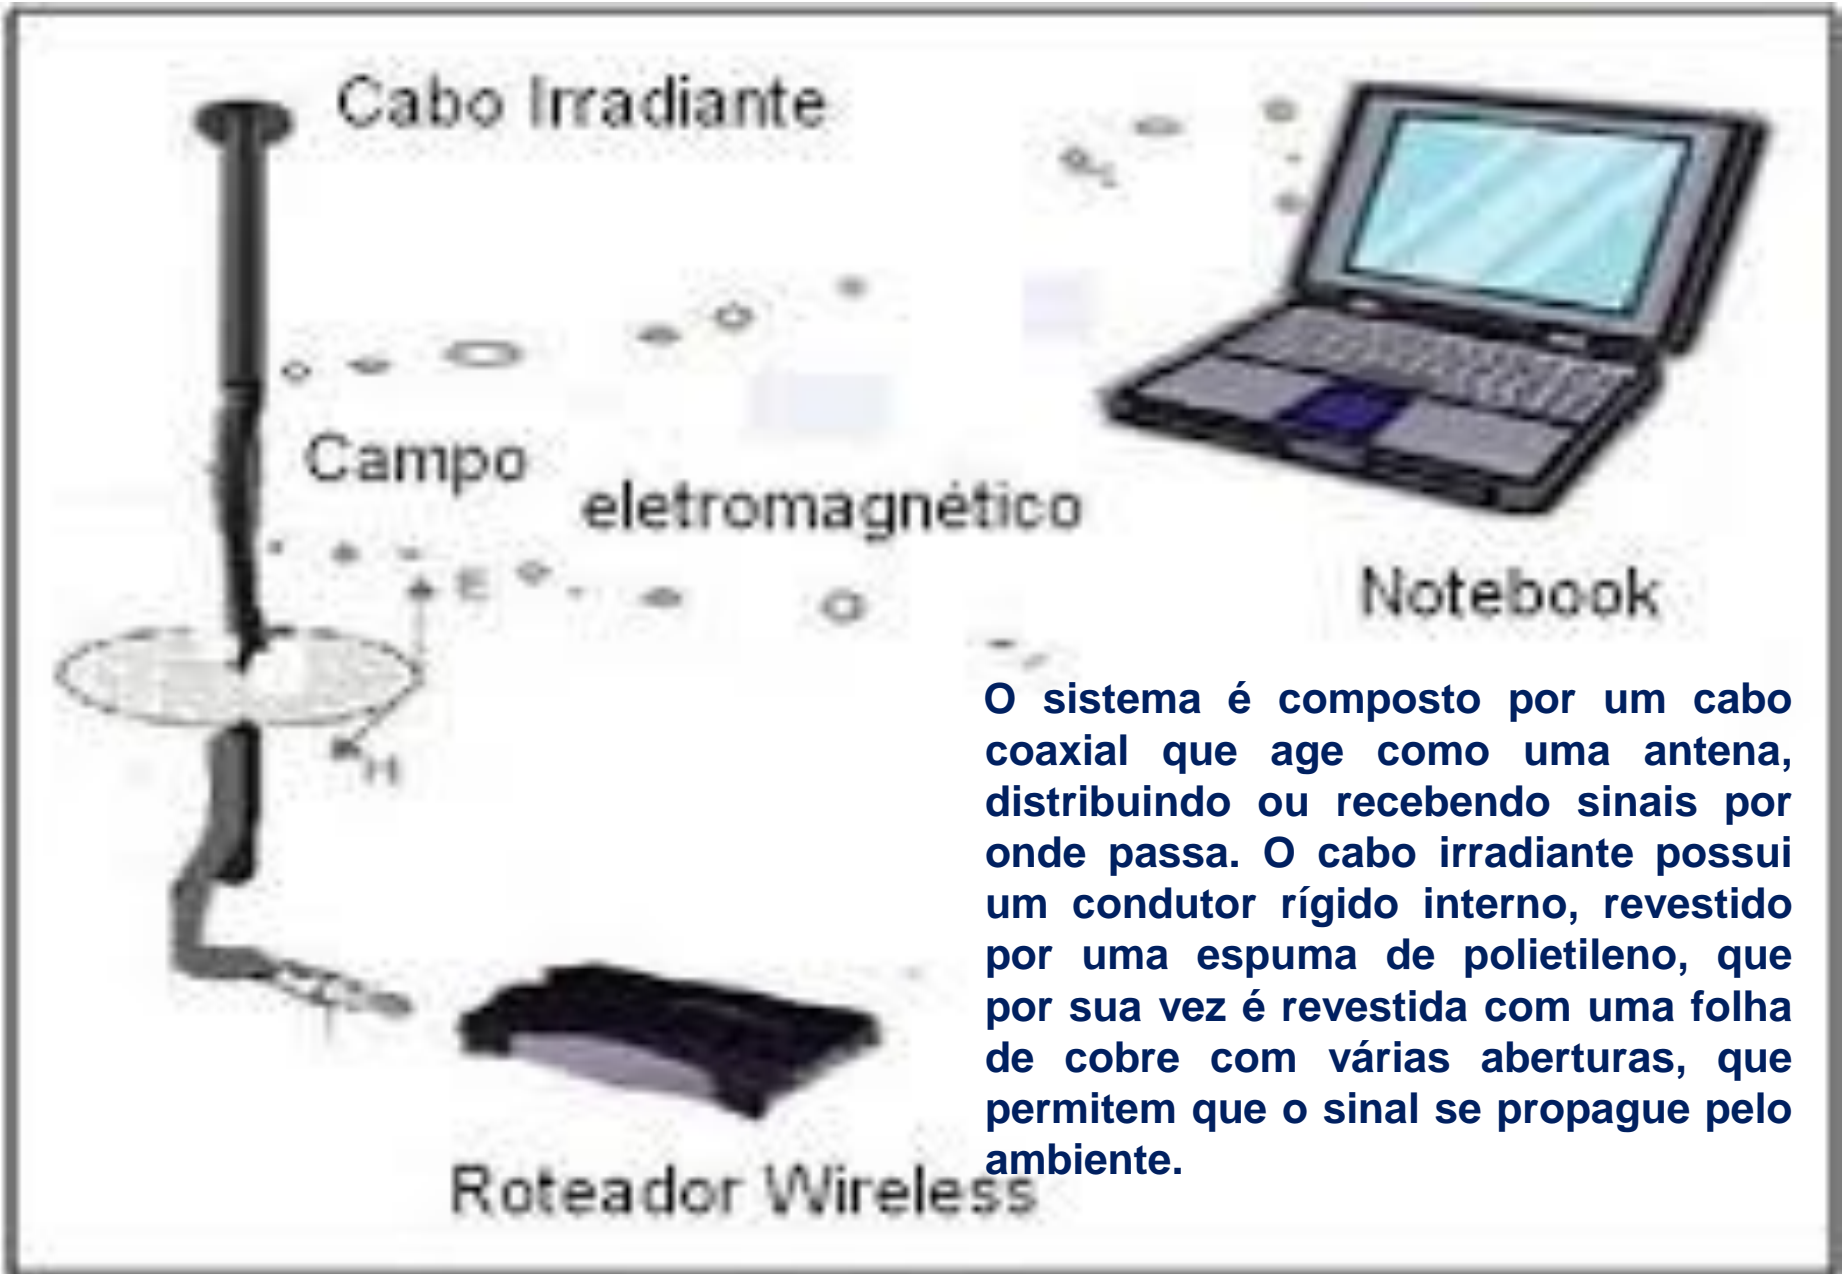 Cabo Irradiante
Campo
eletromagnético
E
H
Notebook
O sistema é composto por um cabo
coaxial que age como uma antena,
distribuindo ou recebendo sinais por
onde passa. O cabo irradiante possui
um condutor rígido interno, revestido
por uma espuma de polietileno, que
por sua vez é revestida com uma folha
de cobre com várias aberturas, que
permitem que o sinal se propague pelo
ambiente.
Roteador Wireless